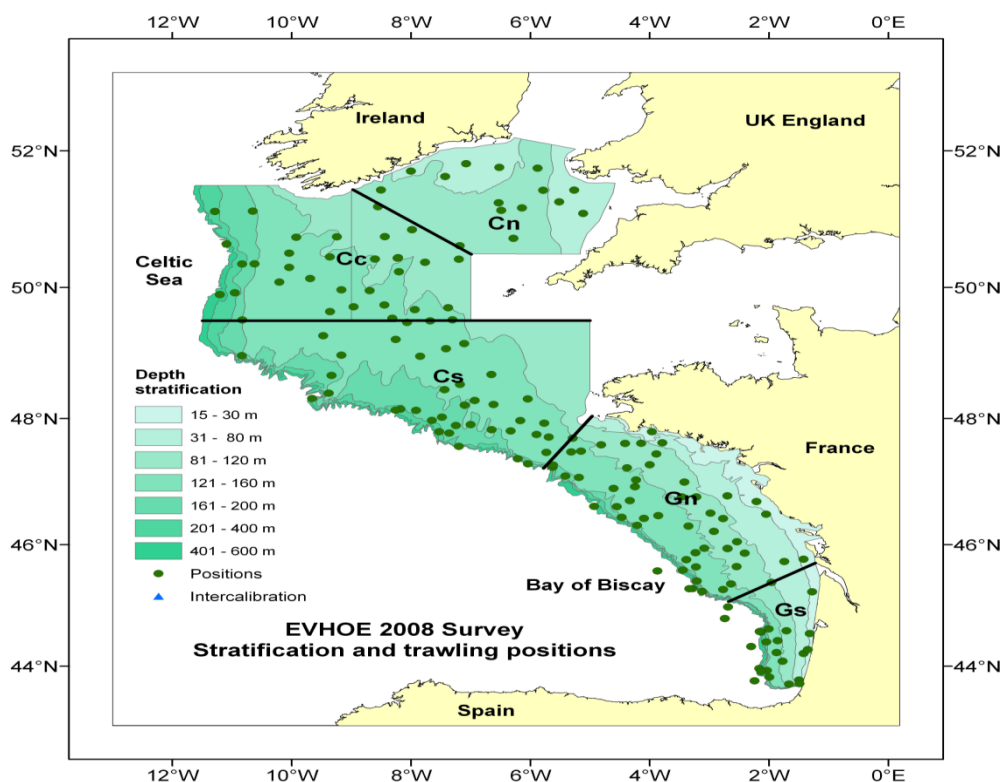 12°W 10°W 8°W 6°W 4°W 2°W 0°E
Ireland
UK England
52°N 52°N
Cn
Celtic
Sea
Cc
50°N 50°N
Cs
Depth
stratification
15 - 30 m
31 - 80 m
81 - 120 m
121 - 160 m
161 - 200 m
201 - 400 m
401 - 600 m
Positions
Intercalibration
48°N 48°N
France
Gn
46°N 46°N
Bay of Biscay
Gs
EVHOE 2008 Survey
Stratification and trawling positions
44°N 44°N
Spain
12°W 10°W 8°W 6°W 4°W 2°W 0°E